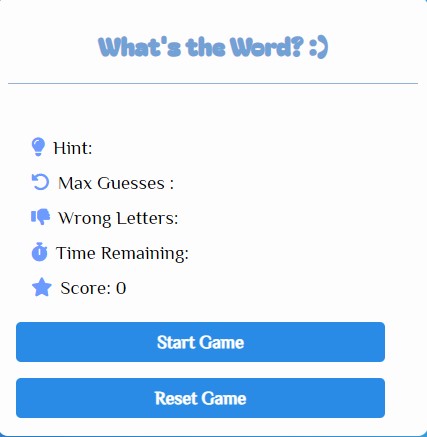 What's the Word? :)
Hint:
Max Guesses :
Wrong Letters:
Time Remaining:
Score: 0
Start Game
Reset Game